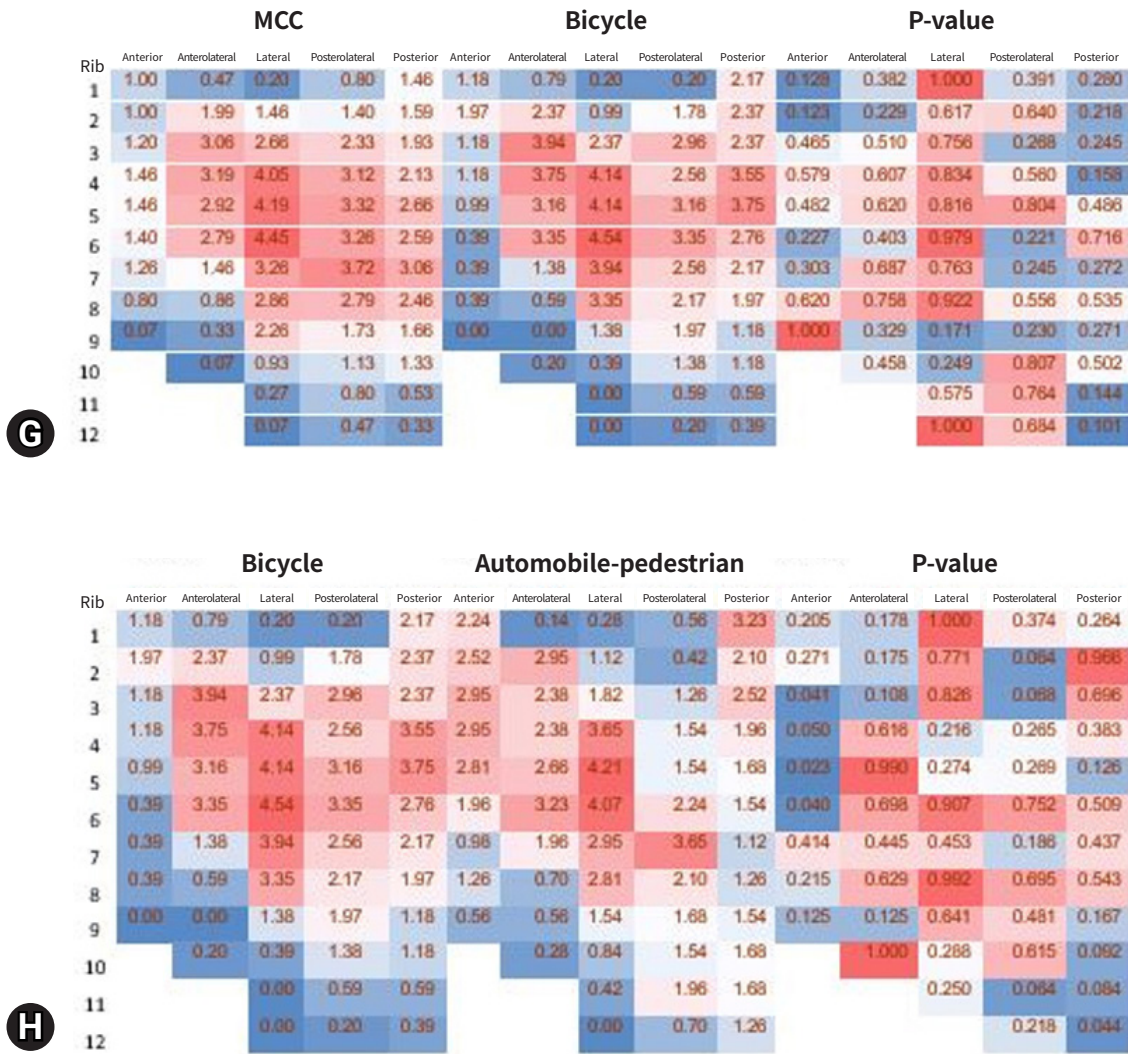 MCC Bicycle P-value
Rib Anterior Anterolateral Lateral Posterolateral Posterior Anterior Anterolateral Lateral Posterolateral Posterior Anterior Anterolateral Lateral Posterolateral Posterior
1 1.00 0.47 0.20 0.80 1.46 1.18 0.79 0.20 0.20 2.17 0.128 0.382 1.000 0.391 0.280
2 1.00 1.99 1.46 1.40 1.59 1.97 2.37 0.99 1.78 2.37 0.123 0.229 0.617 0.640 0.218
3 1.20 3.06 2.66 2.33 1.93 1.18 3.94 2.37 2.96 2.37 0.465 0.510 0.756 0.268 0.245
4 1.46 3.19 4.05 3.12 2.13 1.18 3.75 4.14 2.56 3.55 0.579 0.607 0.834 0.560 0.158
5 1.46 2.92 4.19 3.32 2.66 0.99 3.16 4.14 3.16 3.75 0.482 0.620 0.816 0.804 0.486
6 1.40 2.79 4.45 3.26 2.59 0.39 3.35 4.54 3.35 2.76 0.227 0.403 0.979 0.221 0.716
7 1.26 1.46 3.26 3.72 3.06 0.39 1.38 3.94 2.56 2.17 0.303 0.687 0.763 0.245 0.272
8 0.80 0.86 2.86 2.79 2.46 0.39 0.59 3.35 2.17 1.97 0.620 0.758 0.922 0.556 0.535
9 0.07 0.33 2.26 1.73 1.66 0.00 0.00 1.38 1.97 1.18 1.000 0.329 0.171 0.230 0.271
10 0.07 0.93 1.13 1.33 0.20 0.39 1.38 1.18 0.458 0.249 0.807 0.502
11 0.27 0.80 0.53 0.00 0.59 0.59 0.575 0.764 0.144
G 12 0.07 0.47 0.33 0.00 0.20 0.39 1.000 0.684 0.101
Bicycle Automobile-pedestrian P-value
Rib Anterior Anterolateral Lateral Posterolateral Posterior Anterior Anterolateral Lateral Posterolateral Posterior Anterior Anterolateral Lateral Posterolateral Posterior
1 1.18 0.79 0.20 0.20 2.17 2.24 0.14 0.28 0.56 3.23 0.205 0.178 1.000 0.374 0.264
2 1.97 2.37 0.99 1.78 2.37 2.52 2.95 1.12 0.42 2.10 0.271 0.175 0.771 0.064 0.966
3 1.18 3.94 2.37 2.96 2.37 2.95 2.38 1.82 1.26 2.52 0.041 0.108 0.826 0.068 0.696
4 1.18 3.75 4.14 2.56 3.55 2.95 2.38 3.65 1.54 1.96 0.050 0.616 0.216 0.265 0.383
5 0.99 3.16 4.14 3.16 3.75 2.81 2.66 4.21 1.54 1.68 0.023 0.990 0.274 0.269 0.126
6 0.39 3.35 4.54 3.35 2.76 1.96 3.23 4.07 2.24 1.54 0.040 0.698 0.907 0.752 0.509
7 0.39 1.38 3.94 2.56 2.17 0.98 1.96 2.95 3.65 1.12 0.414 0.445 0.453 0.186 0.437
8 0.39 0.59 3.35 2.17 1.97 1.26 0.70 2.81 2.10 1.26 0.215 0.629 0.992 0.695 0.543
9 0.00 0.00 1.38 1.97 1.18 0.56 0.56 1.54 1.68 1.54 0.125 0.125 0.641 0.481 0.167
10 0.20 0.39 1.38 1.18 0.28 0.84 1.54 1.68 1.000 0.288 0.615 0.092
11 0.00 0.59 0.59 0.42 1.96 1.68 0.250 0.064 0.084
H 12 0.00 0.20 0.39 0.00 0.70 1.26 0.218 0.044